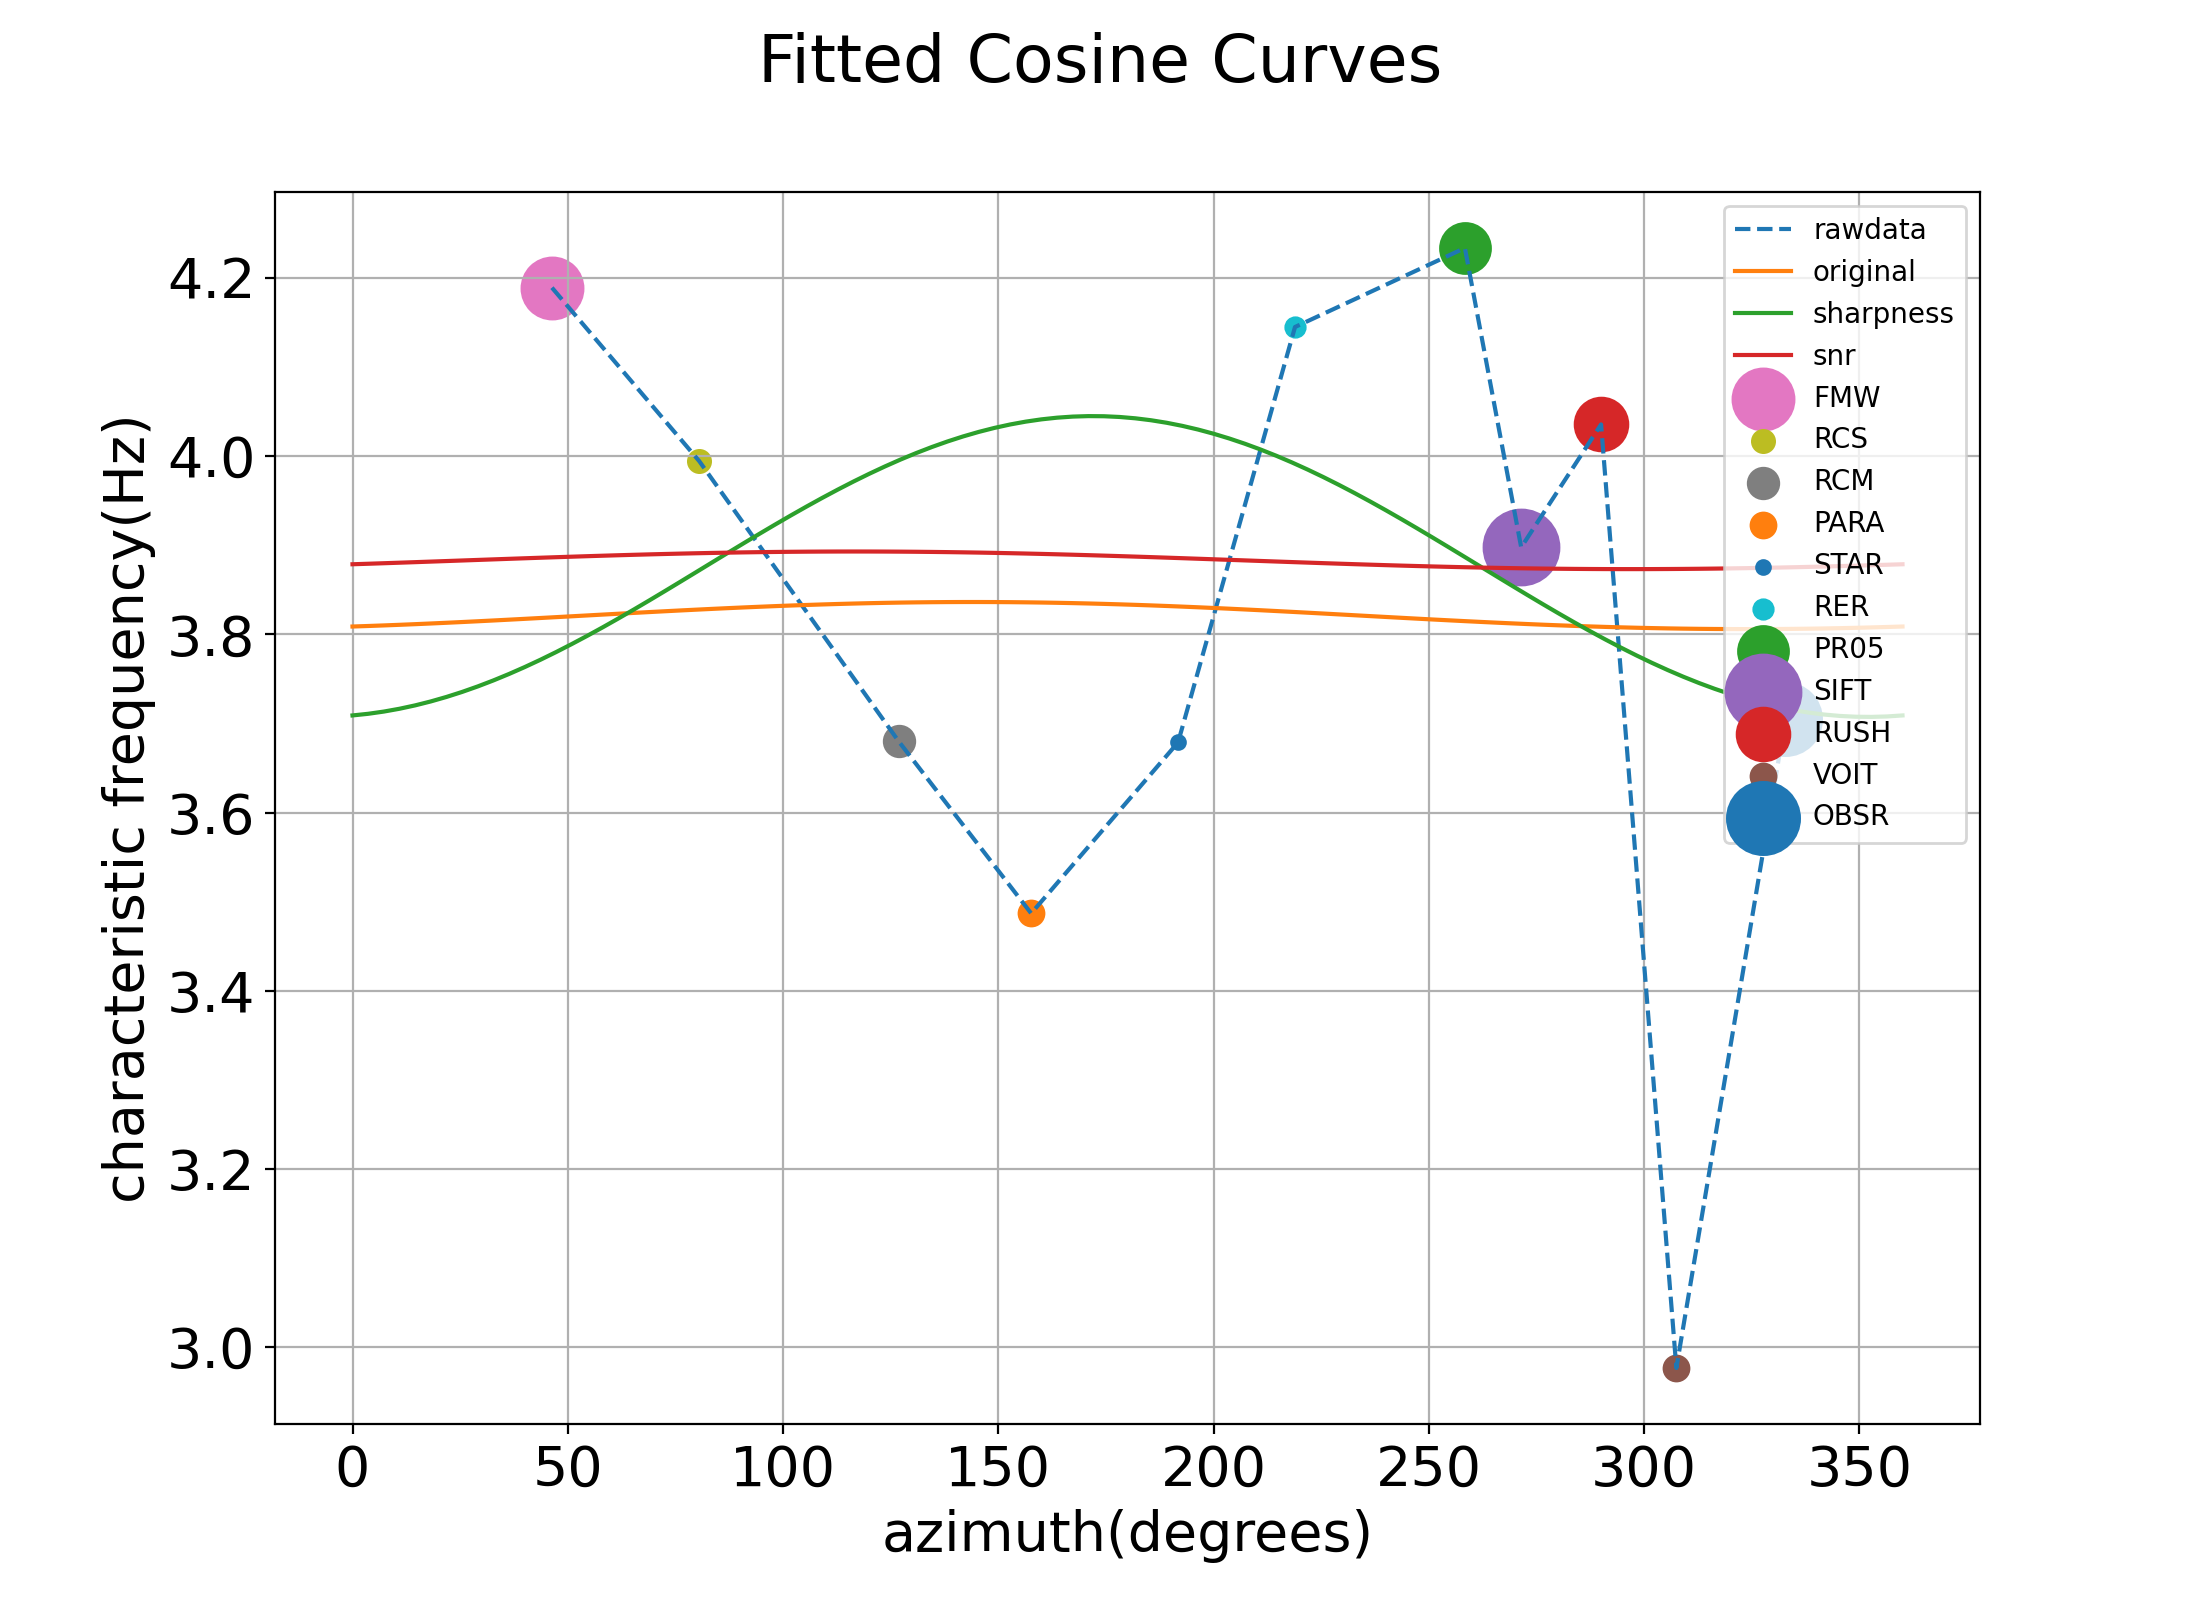 Fitted Cosine Curves
characteristic frequency(Hz)
4.2
4.0
3.8
3.6
3.4
3.2
3.0
rawdata
original
sharpness
snr
FMW
RCS
RCM
PARA
STAR
RER
PR05
SIFT
RUSH
VOIT
OBSR
0 50 100 150 200 250 300 350
azimuth(degrees)